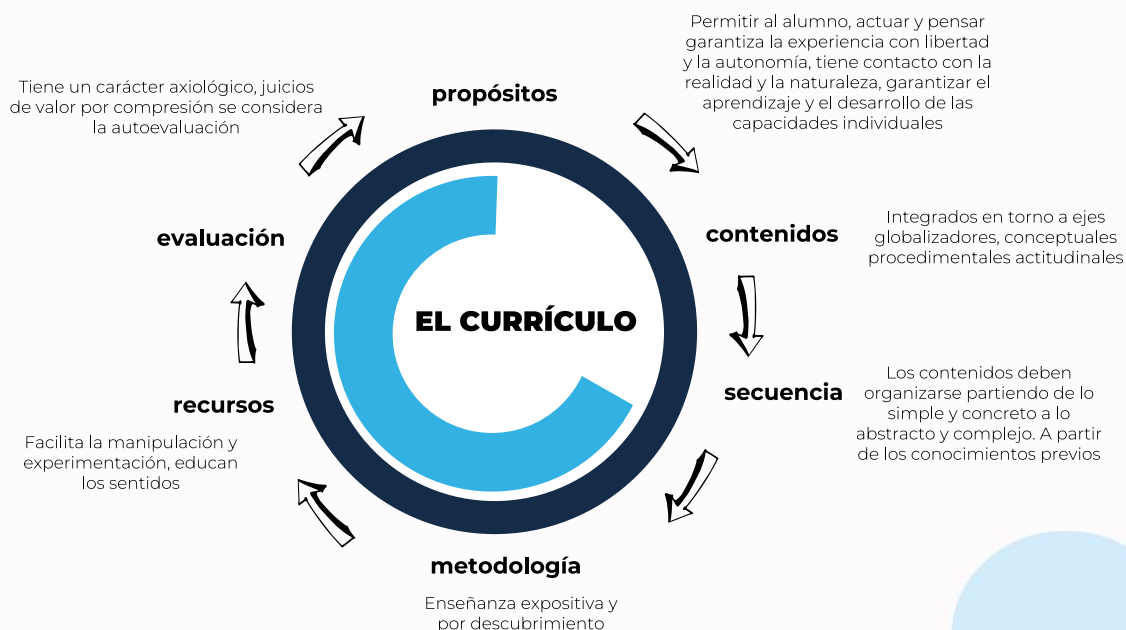 propósitos
Permitir al alumno, actuar y pensar
garantiza la experiencia con libertad
y la autonomía, tiene contacto con la
realidad y la naturaleza, garantizar el
aprendizaje y el desarrollo de las
capacidades individuales
contenidos
Integrados en torno a ejes
globalizadores, conceptuales
procedimentales actitudinales
secuencia
Los contenidos deben
organizarse partiendo de lo
simple y concreto a lo
abstracto y complejo. A partir
de los conocimientos previos
metodología
Enseñanza expositiva y
por descubrimiento
recursos
Facilita la manipulación y
experimentación, educan
los sentidos
evaluación
Tiene un carácter axiológico, juicios
de valor por compresión se considera
la autoevaluación
EL CURRÍCULO